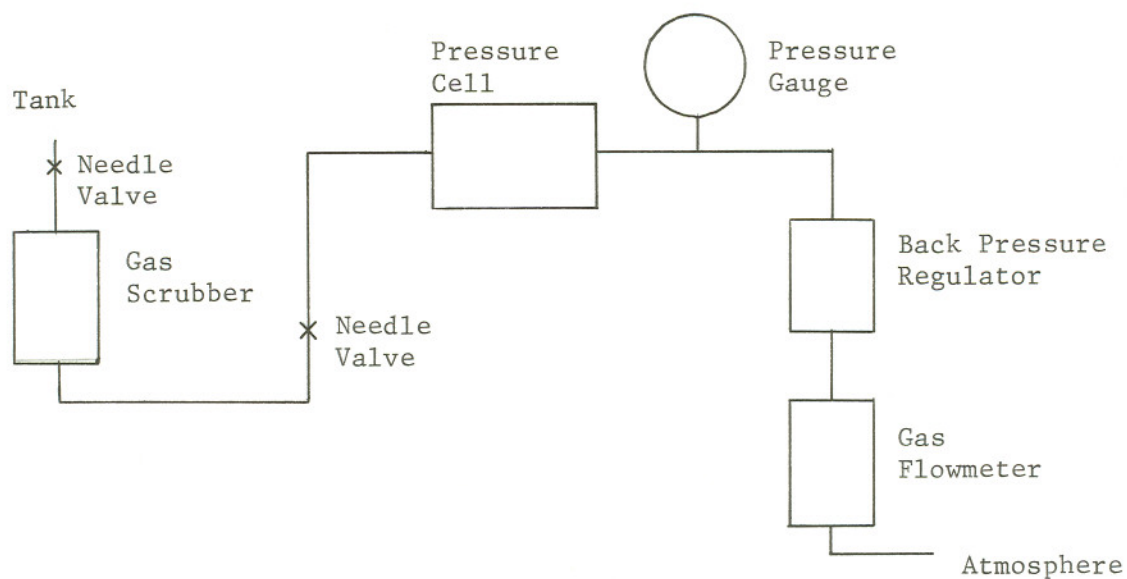 Tank
Needle
Valve
Gas
Scrubber
Needle
Valve
Pressure
Cell
Pressure
Gauge
Back Pressure
Regulator
Gas
Flowmeter
Atmosphere